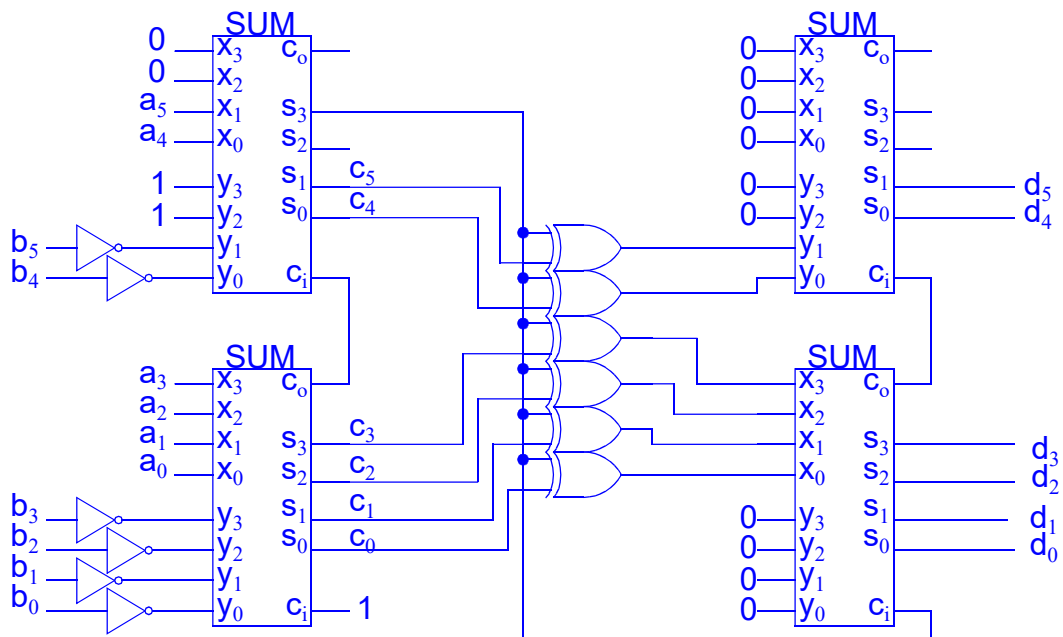 SUM SUM
0 x₃ cₒ 0 x₃ cₒ
0 x₂ 0 x₂
a₅ x₁ s₃ 0 x₁ s₃
a₄ x₀ s₂ 0 x₀ s₂
1 y₃ s₁ c₅ 0 y₃ s₁ d₅
1 y₂ s₀ c₄ 0 y₂ s₀ d₄
b₅ y₁ y₁
b₄ y₀ cᵢ y₀ cᵢ
SUM SUM
a₃ x₃ cₒ x₃ cₒ
a₂ x₂ x₂
a₁ x₁ s₃ c₃ x₁ s₃ d₃
a₀ x₀ s₂ c₂ x₀ s₂ d₂
b₃ y₃ s₁ c₁ 0 y₃ s₁ d₁
b₂ y₂ s₀ c₀ 0 y₂ s₀ d₀
b₁ y₁ 0 y₁
b₀ y₀ cᵢ 1 0 y₀ cᵢ